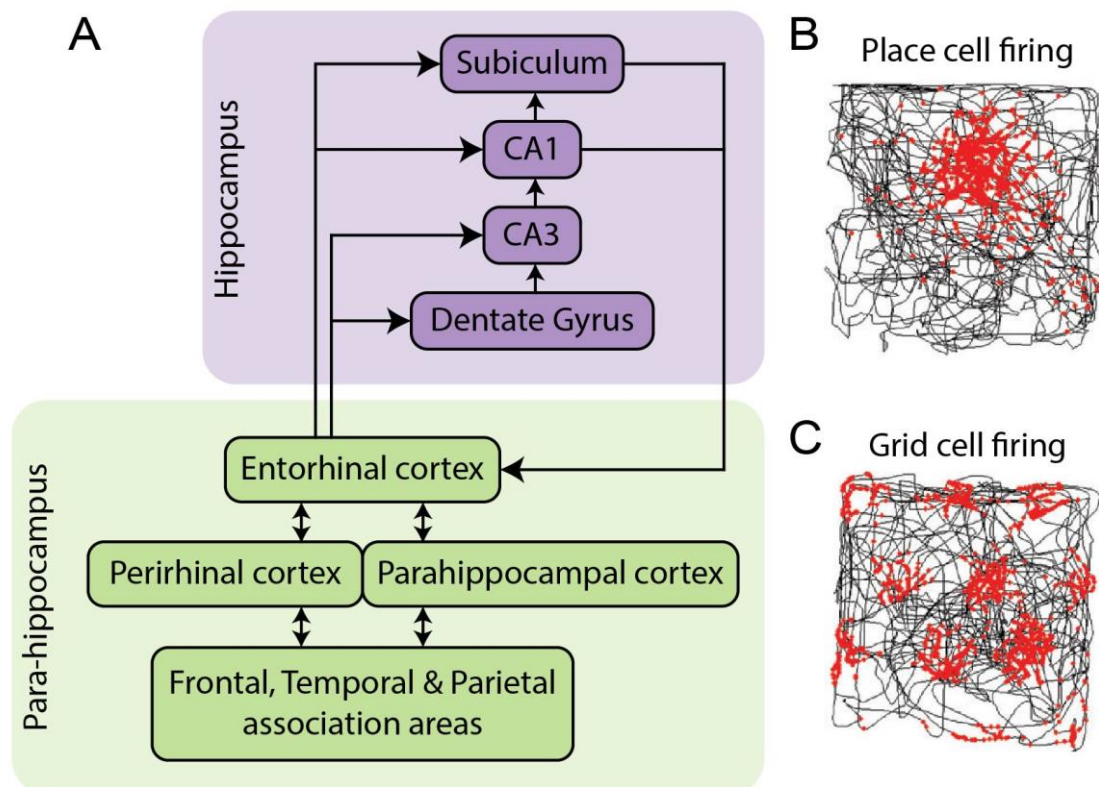 A
Hippocampus
Subiculum
CA1
CA3
Dentate Gyrus
Para-hippocampus
Entorhinal cortex
Perirhinal cortex
Parahippocampal cortex
Frontal, Temporal & Parietal
association areas
B
Place cell firing
C
Grid cell firing